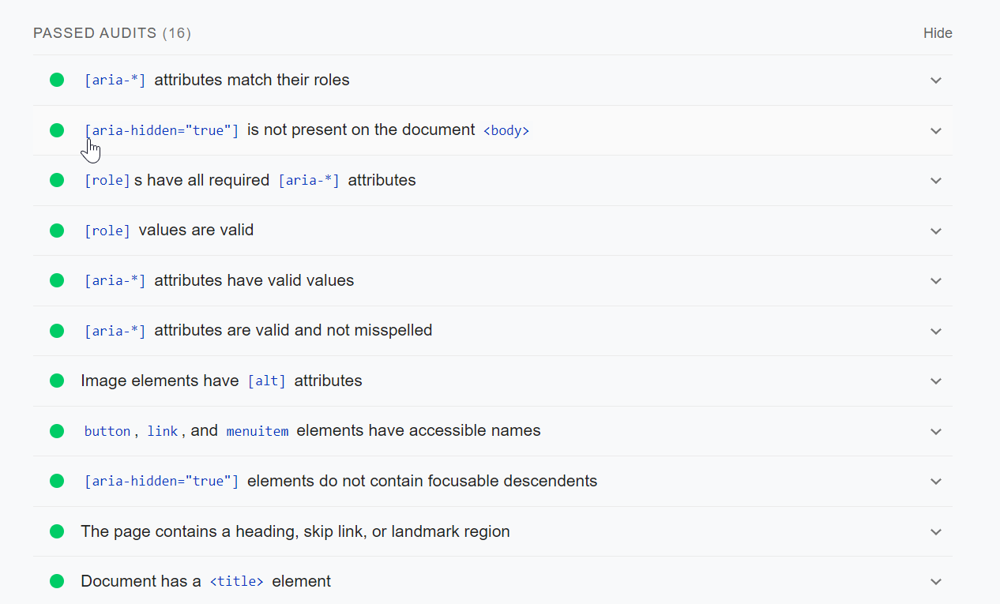 PASSED AUDITS (16) Hide
[aria-*] attributes match their roles
[aria-hidden="true"] is not present on the document <body>
[role]s have all required [aria-*] attributes
[role] values are valid
[aria-*] attributes have valid values
[aria-*] attributes are valid and not misspelled
Image elements have [alt] attributes
button, link, and menuitem elements have accessible names
[aria-hidden="true"] elements do not contain focusable descendents
The page contains a heading, skip link, or landmark region
Document has a <title> element